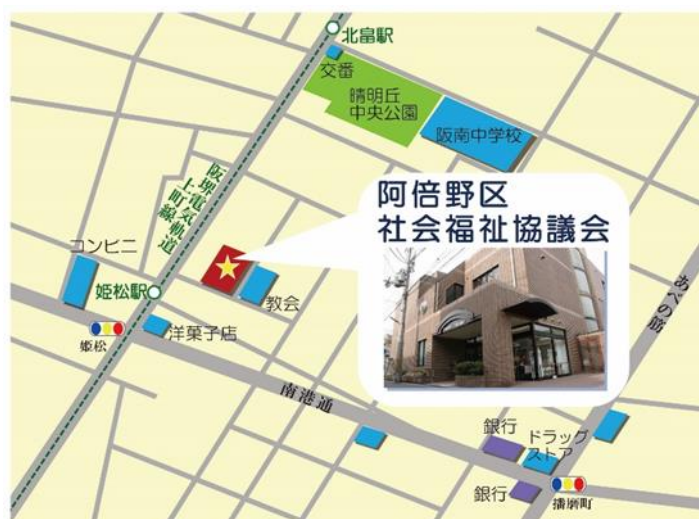 北畠駅
交番
晴明丘
中央公園
阪南中学校
阪堺電気軌道
上町線
阿倍野区
社会福祉協議会
コンビニ
姫松駅
教会
洋菓子店
姫松
あべの筋
南港通
銀行
ドラッグ
ストア
銀行
播磨町